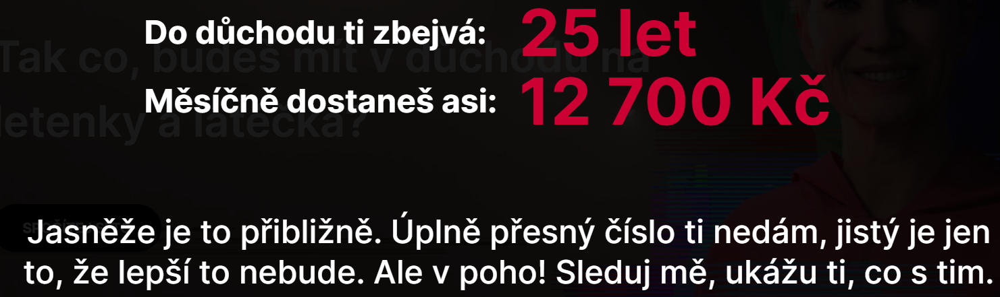 Do důchodu ti zbejvá: 25 let
Tak co, budeš mít v důchodu na
Měsíčně dostaneš asi: 12 700 Kč
letenky a latéčka?
Jasněže je to přibližně. Úplně přesný číslo ti nedám, jistý je jen
to, že lepší to nebude. Ale v poho! Sleduj mě, ukážu ti, co s tim.